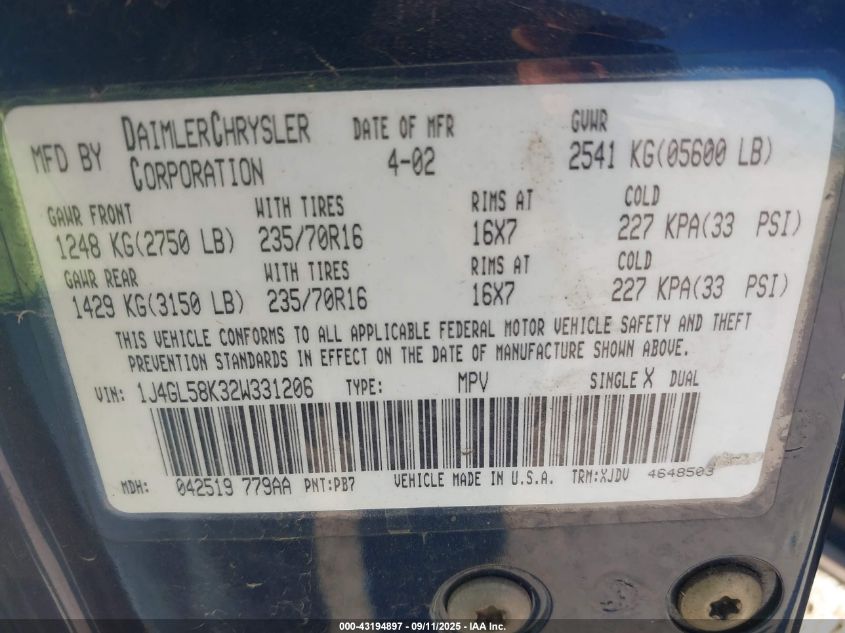 MFD BY DAIMLERCHRYSLER CORPORATION DATE OF MFR 4-02 GVWR 2541 KG(05600 LB)
GAWR FRONT WITH TIRES RIMS AT COLD
1248 KG(2750 LB) 235/70R16 16X7 227 KPA(33 PSI)
GAWR REAR WITH TIRES RIMS AT COLD
1429 KG(3150 LB) 235/70R16 16X7 227 KPA(33 PSI)
THIS VEHICLE CONFORMS TO ALL APPLICABLE FEDERAL MOTOR VEHICLE SAFETY AND THEFT
PREVENTION STANDARDS IN EFFECT ON THE DATE OF MANUFACTURE SHOWN ABOVE.
VIN: 1J4GL58K32W331206 TYPE: MPV SINGLE X DUAL
MDH: 042519 779AA PNT:PB7 VEHICLE MADE IN U.S.A. TRM:XJDV 4648503
000-43194897 - 09/11/2025 - IAA Inc.